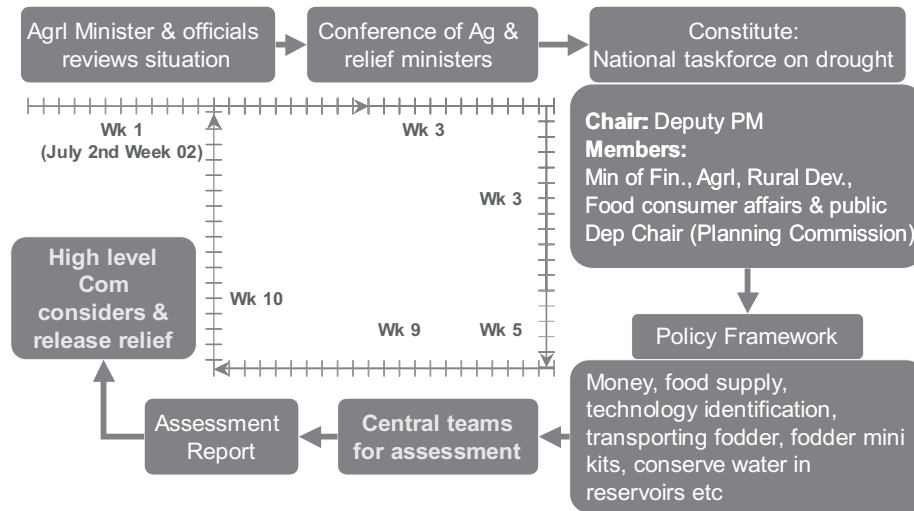 Agrl Minister & officials
reviews situation
Conference of Ag &
relief ministers
Constitute:
National taskforce on drought
Chair: Deputy PM
Members:
Min of Fin., Agrl, Rural Dev.,
Food consumer affairs & public
Dep Chair (Planning Commission)
Wk 1
(July 2nd Week 02)
Wk 3
Wk 3
Wk 5
Wk 9
Wk 10
Policy Framework
Money, food supply,
technology identification,
transporting fodder, fodder mini
kits, conserve water in
reservoirs etc
Central teams
for assessment
Assessment
Report
High level
Com
considers &
release relief